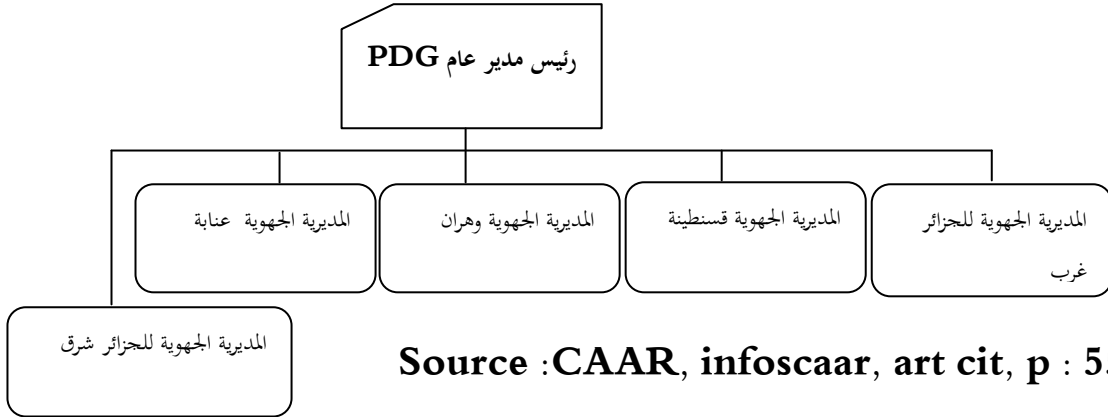 رئيس مدير عام PDG
المديرية الجهوية للجزائر
غرب
المديرية الجهوية قسنطينة
المديرية الجهوية وهران
المديرية الجهوية عنابة
المديرية الجهوية للجزائر شرق
Source :CAAR, infoscaar, art cit, p : 5.